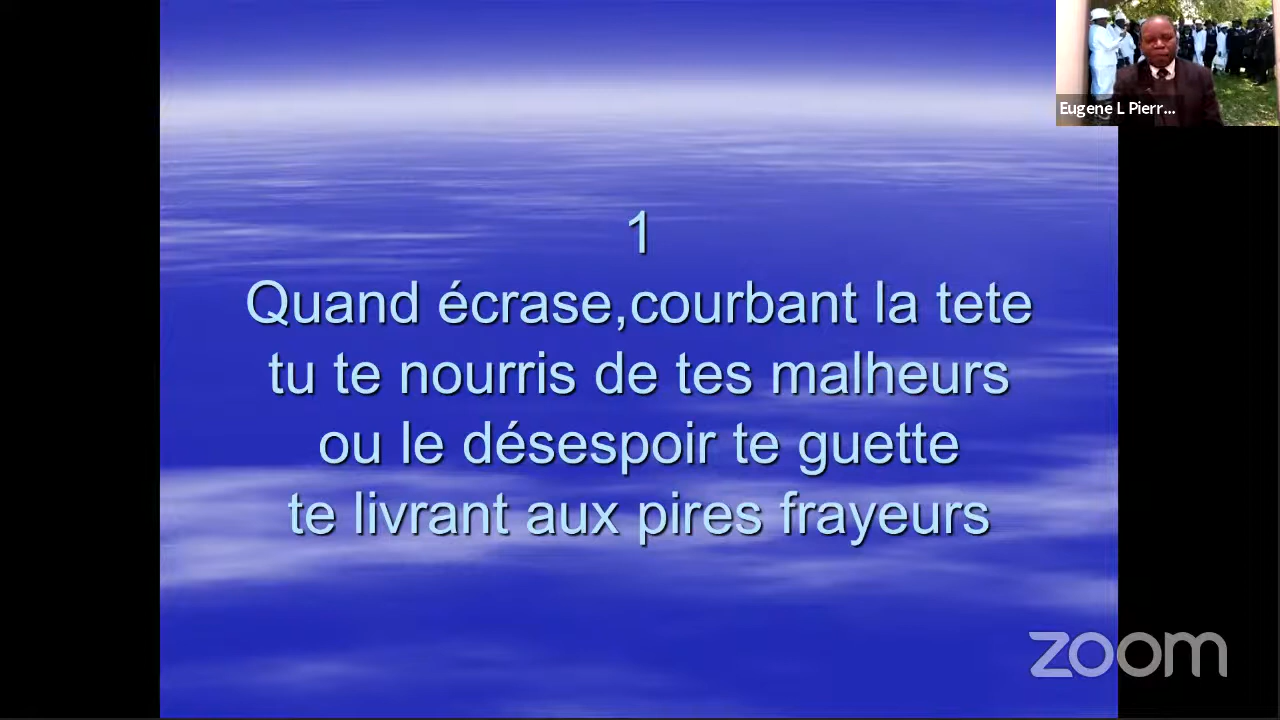 Eugene L Pierr...
1
Quand écrase,courbant la tete
tu te nourris de tes malheurs
ou le désespoir te guette
te livrant aux pires frayeurs
zoom